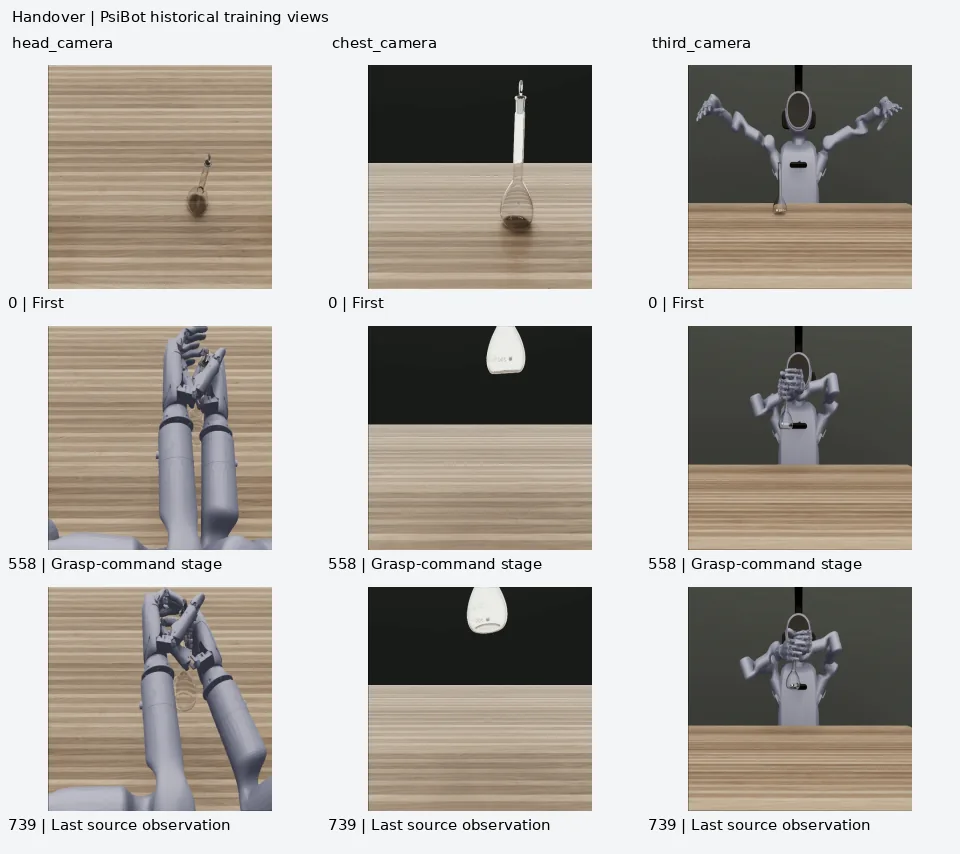 Handover | PsiBot historical training views
head_camera
chest_camera
third_camera
0 | First
0 | First
0 | First
558 | Grasp-command stage
558 | Grasp-command stage
558 | Grasp-command stage
739 | Last source observation
739 | Last source observation
739 | Last source observation